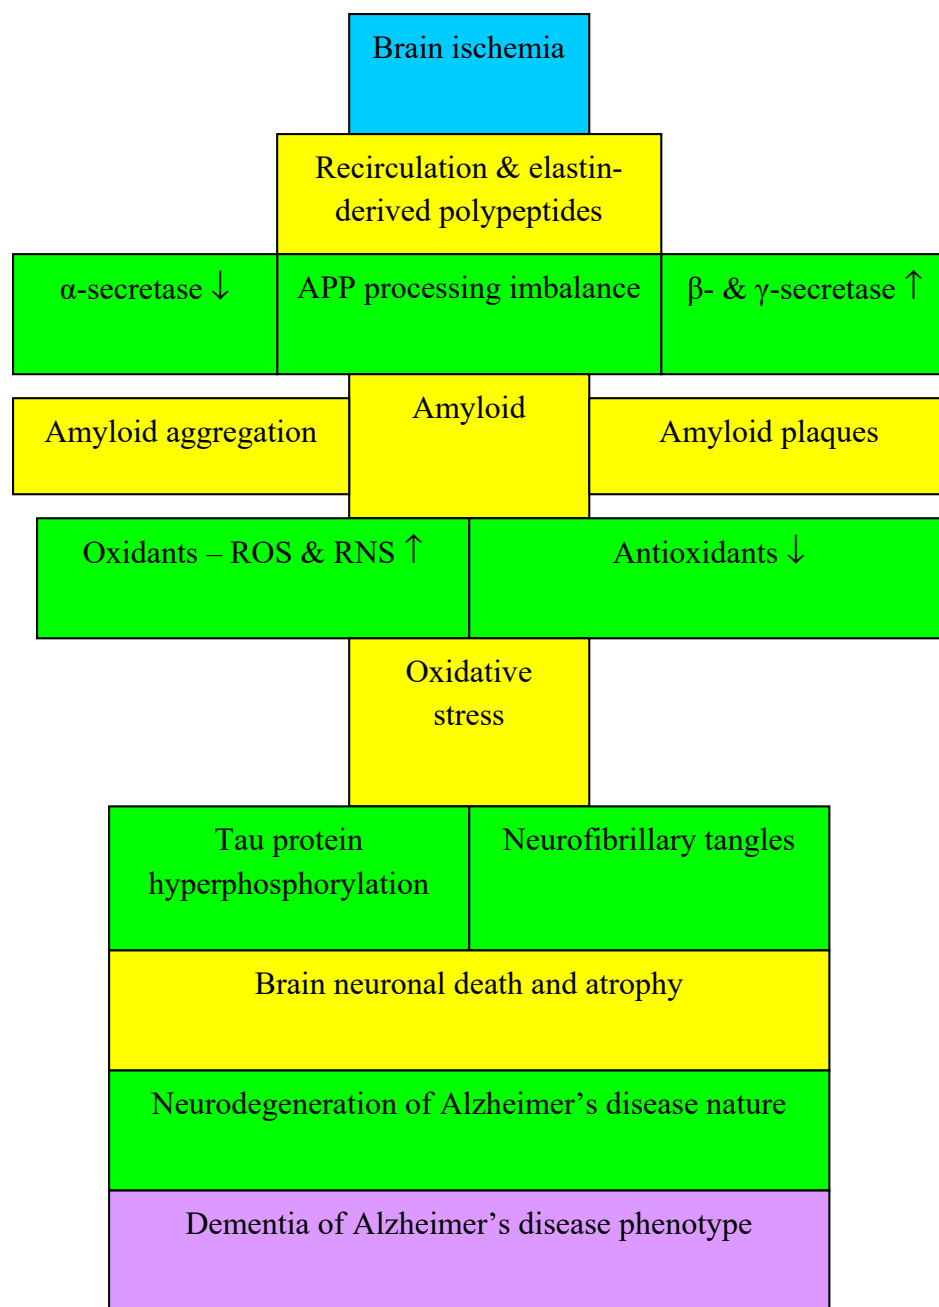 Brain ischemia
Recirculation & elastin-
derived polypeptides
α-secretase ↓
APP processing imbalance
β- & γ-secretase ↑
Amyloid aggregation
Amyloid
Amyloid plaques
Oxidants – ROS & RNS ↑
Antioxidants ↓
Oxidative
stress
Tau protein
hyperphosphorylation
Neurofibrillary tangles
Brain neuronal death and atrophy
Neurodegeneration of Alzheimer’s disease nature
Dementia of Alzheimer’s disease phenotype